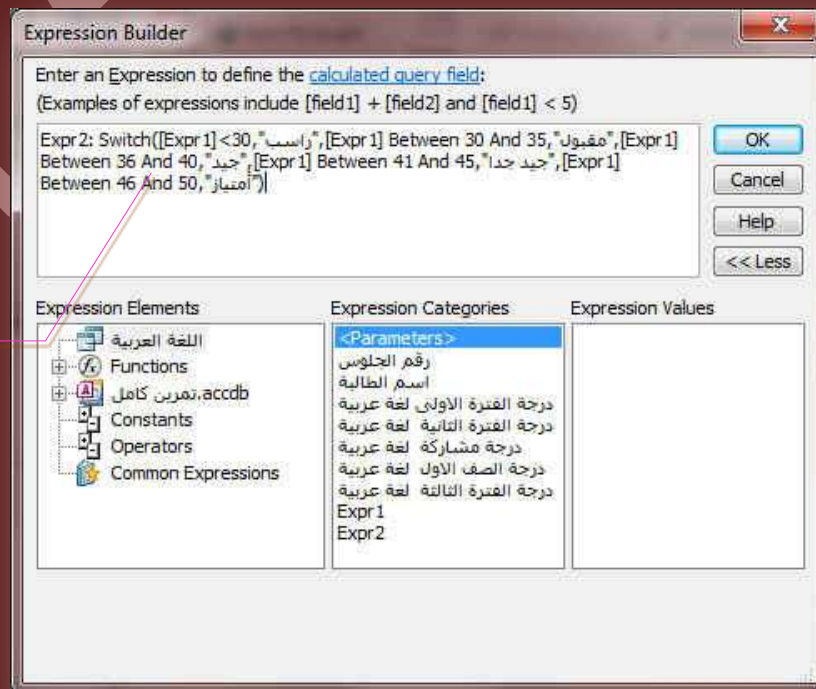 Expression Builder
Enter an Expression to define the calculated query field:
(Examples of expressions include [field1] + [field2] and [field1] < 5)
Expr2: Switch([Expr1]<30,"راسب",[Expr1] Between 30 And 35,"مقبول",[Expr1]
Between 36 And 40,"جيد",[Expr1] Between 41 And 45,"جيد جدا",[Expr1]
Between 46 And 50,"أمتياز")
OK
Cancel
Help
<< Less
Expression Elements
اللغة العربية
Functions
تمرين كامل.accdb
Constants
Operators
Common Expressions
Expression Categories
<Parameters>
رقم الجلوس
اسم الطالبة
درجة الفترة الاولى لغة عربية
درجة الفترة الثانية لغة عربية
درجة مشاركة لغة عربية
درجة الصف الاول لغة عربية
درجة الفترة الثالثة لغة عربية
Expr1
Expr2
Expression Values